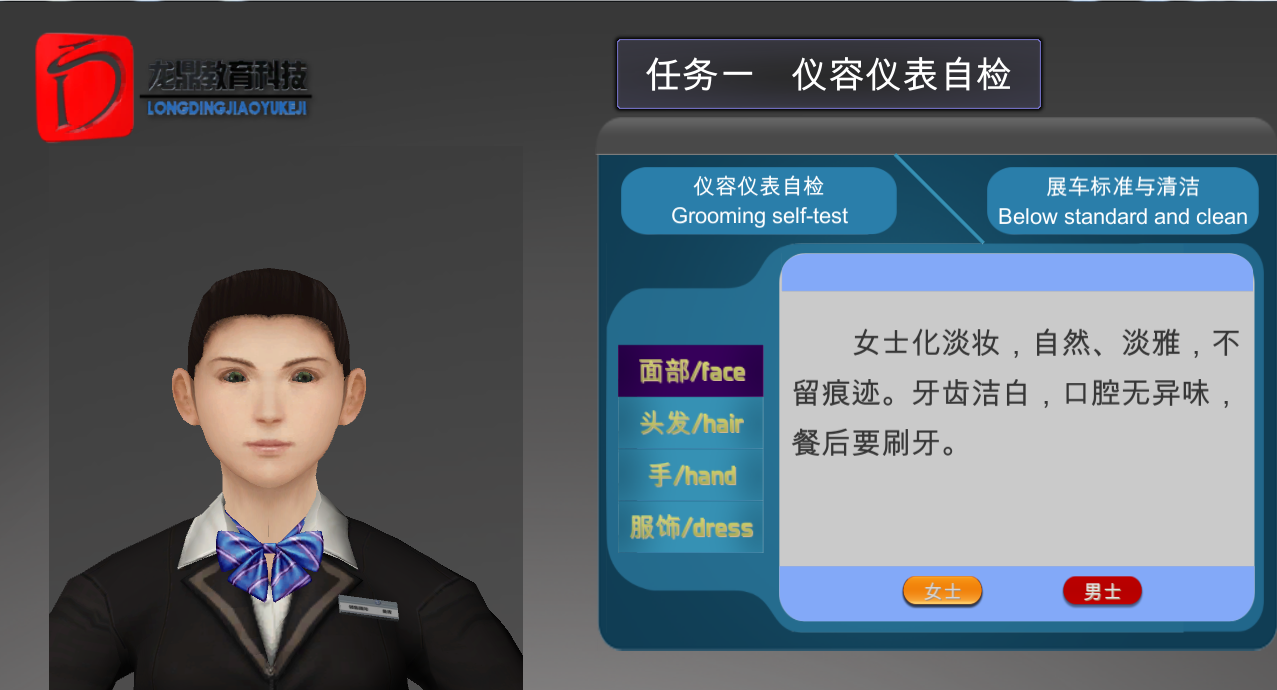 龙鼎教育科技
LONGDINGJIAOYUKEJI
任务一 仪容仪表自检
仪容仪表自检
Grooming self-test
展车标准与清洁
Below standard and clean
面部/face
头发/hair
手/hand
服饰/dress
女士化淡妆，自然、淡雅，不
留痕迹。牙齿洁白，口腔无异味，
餐后要刷牙。
女士
男士